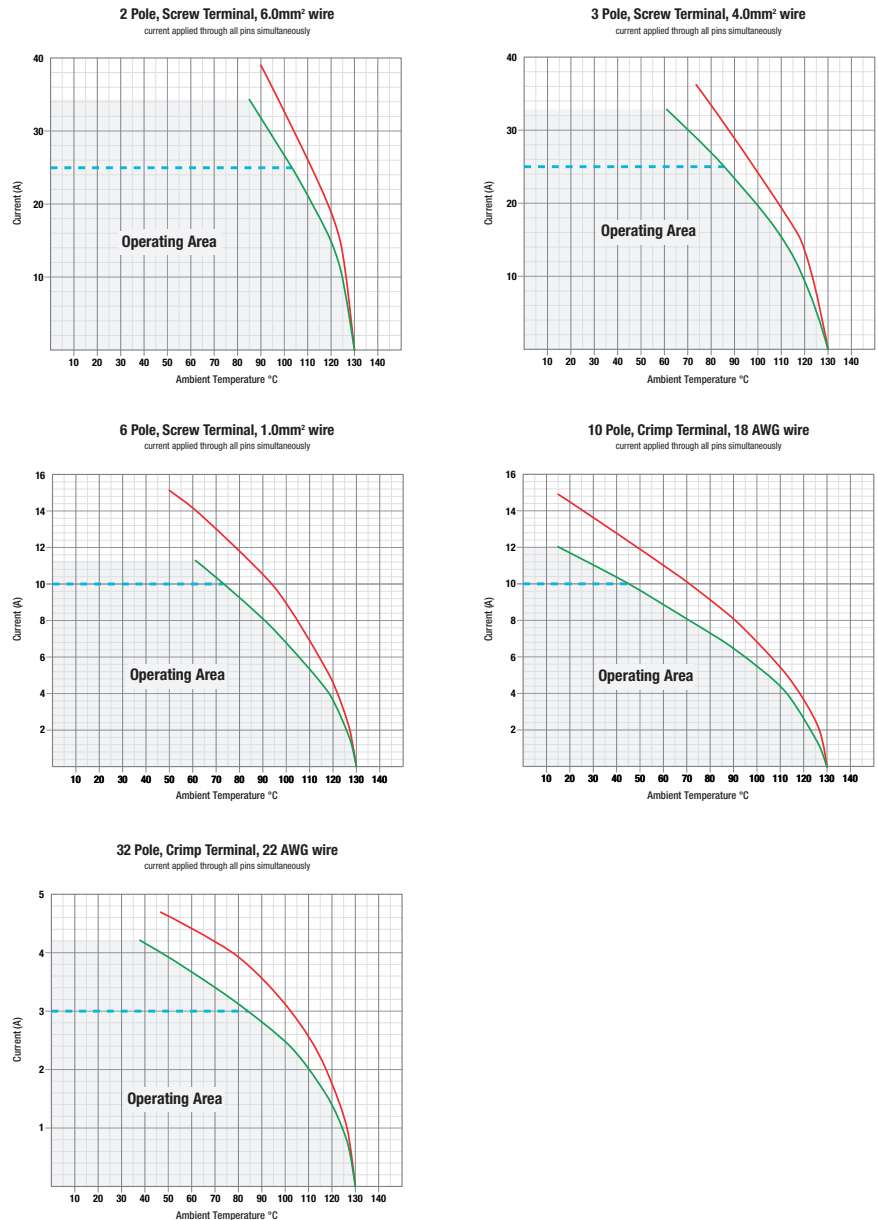 2 Pole, Screw Terminal, 6.0mm² wire
current applied through all pins simultaneously
40
30
20
10
Current (A)
Operating Area
10 20 30 40 50 60 70 80 90 100 110 120 130 140
Ambient Temperature °C
3 Pole, Screw Terminal, 4.0mm² wire
current applied through all pins simultaneously
40
30
20
10
Current (A)
Operating Area
10 20 30 40 50 60 70 80 90 100 110 120 130 140
Ambient Temperature °C
6 Pole, Screw Terminal, 1.0mm² wire
current applied through all pins simultaneously
16
14
12
10
8
6
4
2
Current (A)
Operating Area
10 20 30 40 50 60 70 80 90 100 110 120 130 140
Ambient Temperature °C
10 Pole, Crimp Terminal, 18 AWG wire
current applied through all pins simultaneously
16
14
12
10
8
6
4
2
Current (A)
Operating Area
10 20 30 40 50 60 70 80 90 100 110 120 130 140
Ambient Temperature °C
32 Pole, Crimp Terminal, 22 AWG wire
current applied through all pins simultaneously
5
4
3
2
1
Current (A)
Operating Area
10 20 30 40 50 60 70 80 90 100 110 120 130 140
Ambient Temperature °C